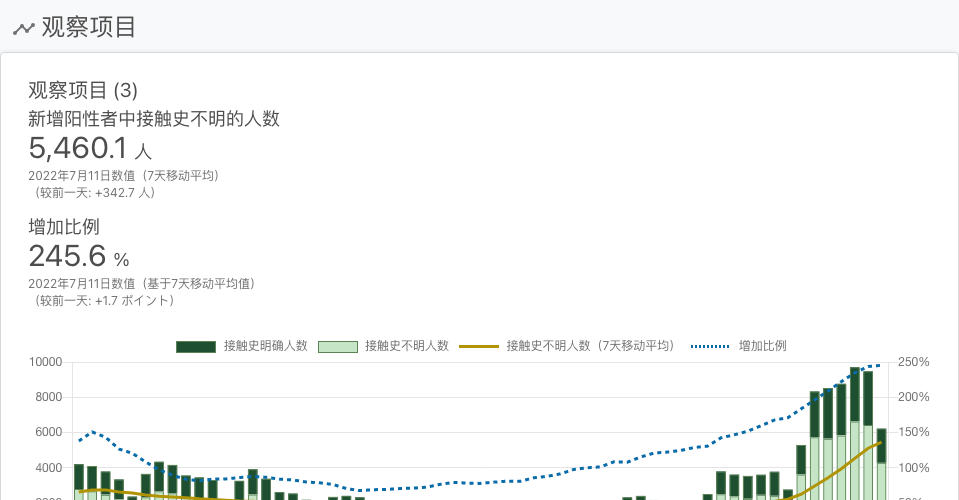 观察项目
观察项目 (3)
新增阳性者中接触史不明的人数
5,460.1 人
2022年7月11日数值（7天移动平均）
（较前一天: +342.7 人）
增加比例
245.6 %
2022年7月11日数值（基于7天移动平均值）
（较前一天: +1.7 ポイント）
接触史明确人数 接触史不明人数 接触史不明人数（7天移动平均） 增加比例
10000 250%
8000 200%
6000 150%
4000 100%